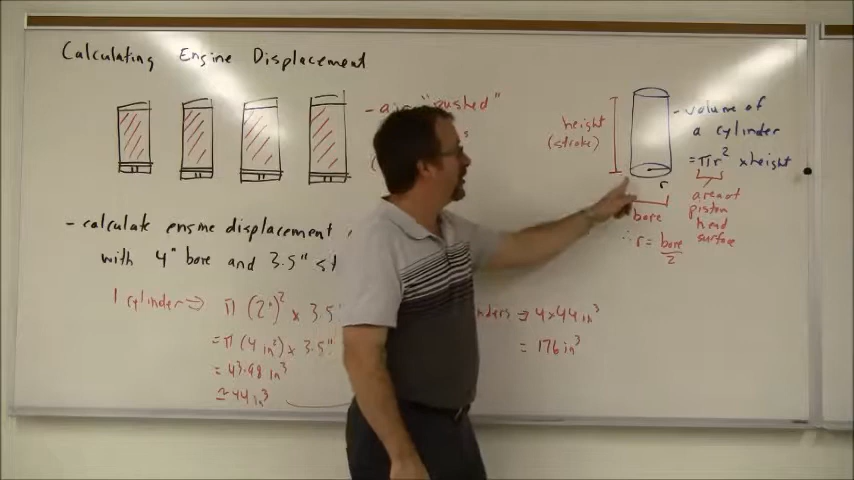 Calculating Engine Displacement
- "pushed"
height
(stroke)
r
bore
∴ r = bore
2
- volume of
a cylinder
= πr² x height
area of
piston
head
surface
- calculate engine displacement
with 4" bore and 3.5" st
1 cylinder ⇒ π (2")² x 3.5"
= π (4 in²) x 3.5"
= 43.98 in³
≅ 44 in³
nders ⇒ 4 x 44 in³
= 176 in³